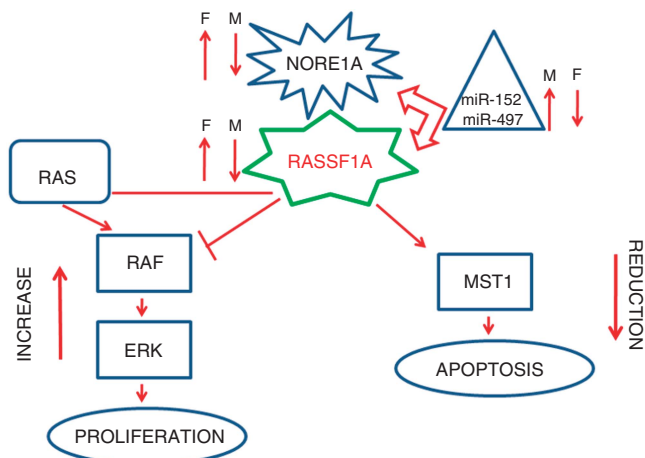 F M
NORE1A
miR-152
miR-497
M F
F M
RASSF1A
RAS
RAF
MST1
INCREASE
REDUCTION
ERK
APOPTOSIS
PROLIFERATION